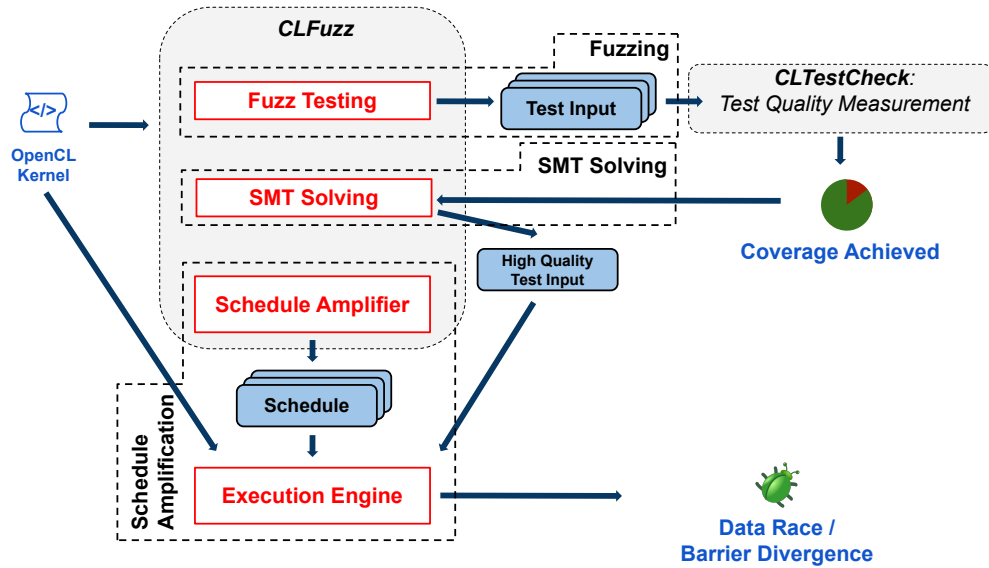 CLFuzz
Fuzzing
Fuzz Testing
Test Input
CLTestCheck:
Test Quality Measurement
</>
OpenCL
Kernel
SMT Solving
SMT Solving
Coverage Achieved
High Quality
Test Input
Schedule Amplifier
Schedule
Schedule
Amplification
Execution Engine
Data Race /
Barrier Divergence